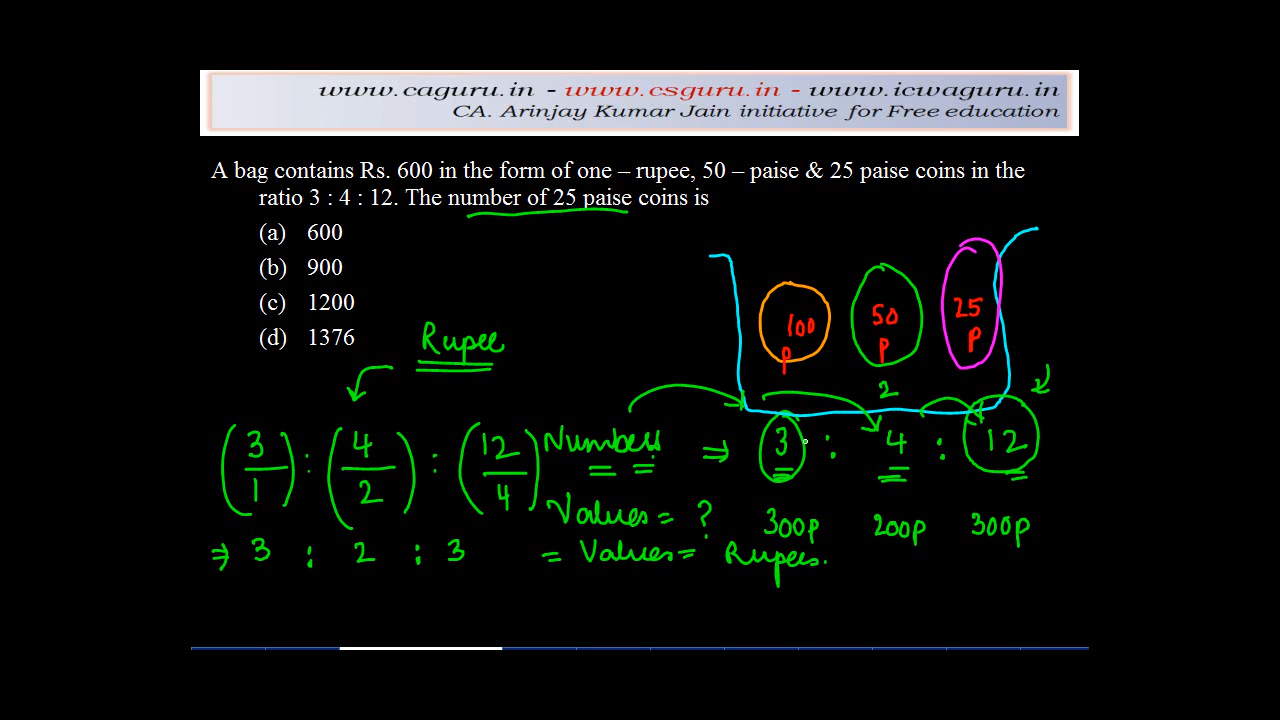 www.caguru.in - www.csguru.in - www.icwaguru.in
CA. Arinjay Kumar Jain initiative for Free education
A bag contains Rs. 600 in the form of one – rupee, 50 – paise & 25 paise coins in the
ratio 3 : 4 : 12. The number of 25 paise coins is
(a) 600
(b) 900
(c) 1200
(d) 1376
Rupee
100 P
50 P
25 P
2
(3/1) : (4/2) : (12/4)
Numbers ⇒ 3 : 4 : 12
Values = ? 300p 200p 300p
⇒ 3 : 2 : 3 = Values = Rupees.